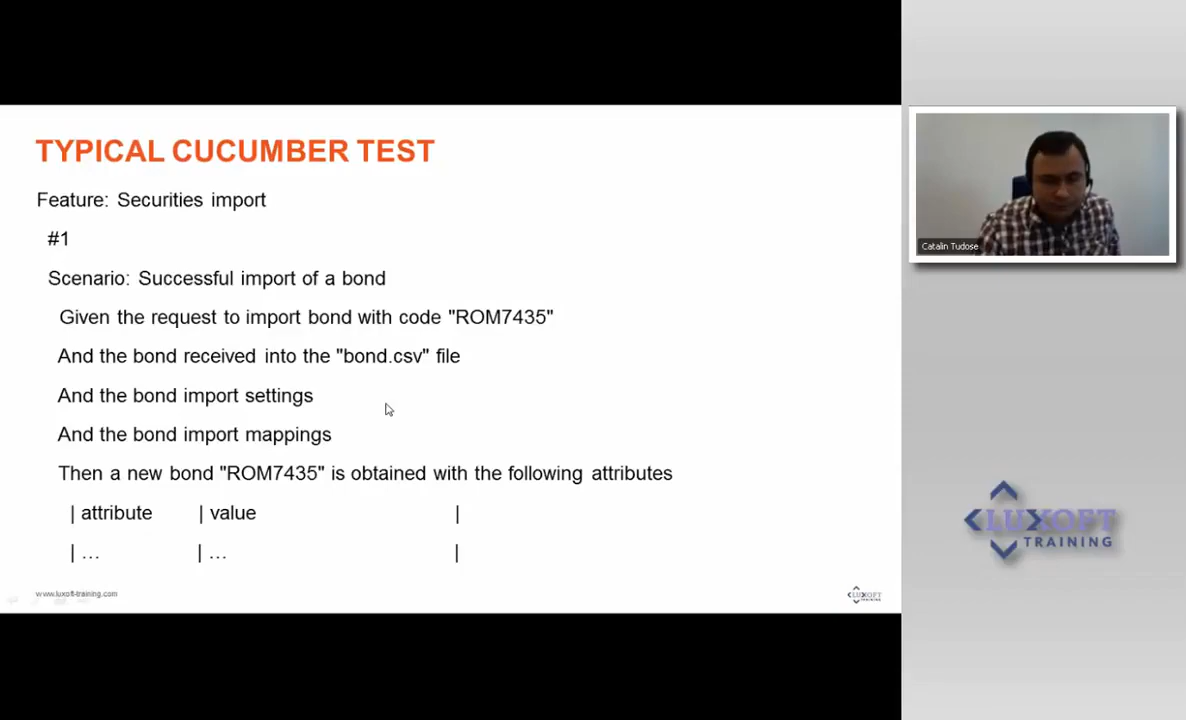 TYPICAL CUCUMBER TEST
Feature: Securities import
#1
Scenario: Successful import of a bond
Given the request to import bond with code "ROM7435"
And the bond received into the "bond.csv" file
And the bond import settings
And the bond import mappings
Then a new bond "ROM7435" is obtained with the following attributes
| attribute | value |
| … | … |
www.luxoft-training.com
LUXOFT
Catalin Tudose
LUXOFT
TRAINING